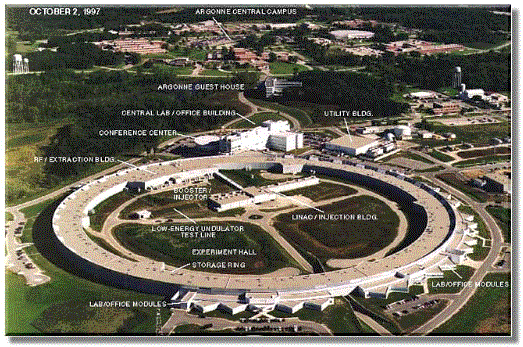 OCTOBER 2, 1997
ARGONNE CENTRAL CAMPUS
ARGONNE GUEST HOUSE
CENTRAL LAB / OFFICE BUILDING
UTILITY BLDG.
CONFERENCE CENTER
RF / EXTRACTION BLDG.
BOOSTER /
INJECTOR
LINAC / INJECTION BLDG.
LOW-ENERGY UNDULATOR
TEST LINE
EXPERIMENT HALL
STORAGE RING
LAB/OFFICE MODULES
LAB/OFFICE MODULES